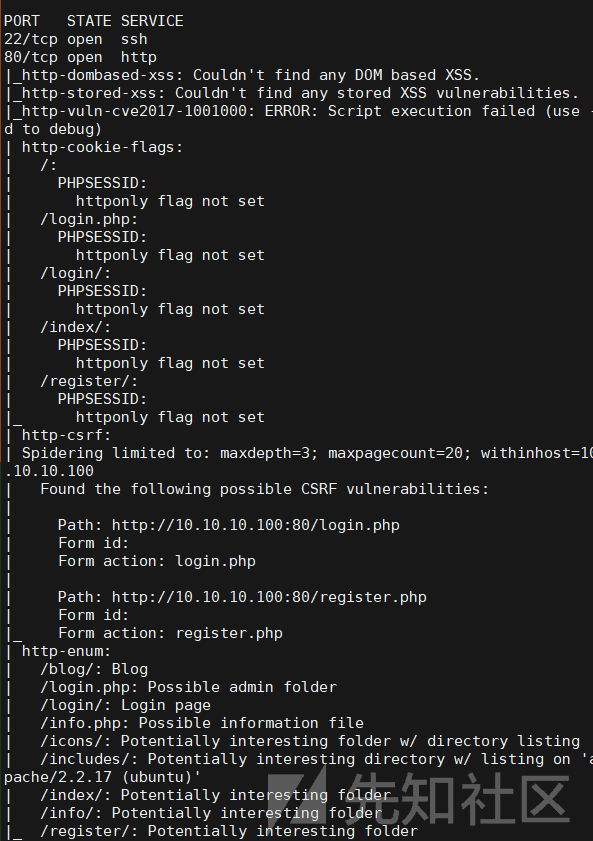 PORT   STATE SERVICE
22/tcp open  ssh
80/tcp open  http
|_http-dombased-xss: Couldn't find any DOM based XSS.
|_http-stored-xss: Couldn't find any stored XSS vulnerabilities.
|_http-vuln-cve2017-1001000: ERROR: Script execution failed (use -
d to debug)
| http-cookie-flags:
|   /:
|     PHPSESSID:
|       httponly flag not set
|   /login.php:
|     PHPSESSID:
|       httponly flag not set
|   /login/:
|     PHPSESSID:
|       httponly flag not set
|   /index/:
|     PHPSESSID:
|       httponly flag not set
|   /register/:
|     PHPSESSID:
|_      httponly flag not set
| http-csrf:
| Spidering limited to: maxdepth=3; maxpagecount=20; withinhost=10
.10.10.100
|   Found the following possible CSRF vulnerabilities:
|
|     Path: http://10.10.10.100:80/login.php
|     Form id:
|     Form action: login.php
|
|     Path: http://10.10.10.100:80/register.php
|     Form id:
|_    Form action: register.php
| http-enum:
|   /blog/: Blog
|   /login.php: Possible admin folder
|   /login/: Login page
|   /info.php: Possible information file
|   /icons/: Potentially interesting folder w/ directory listing
|   /includes/: Potentially interesting directory w/ listing on 'a
pache/2.2.17 (ubuntu)'
|   /index/: Potentially interesting folder
|   /info/: Potentially interesting folder
|_  /register/: Potentially interesting folder
先知社区